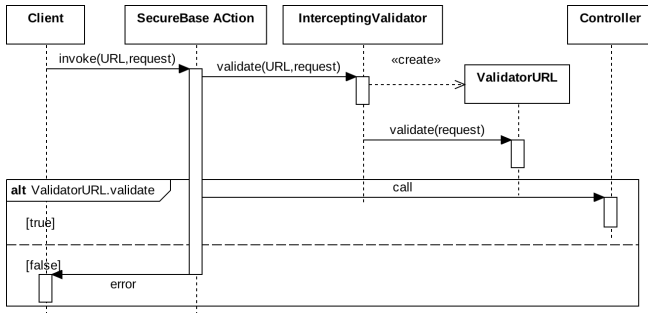 Client
SecureBase ACtion
InterceptingValidator
Controller
invoke(URL,request)
validate(URL,request)
«create»
ValidatorURL
validate(request)
alt ValidatorURL.validate
call
[true]
[false]
error